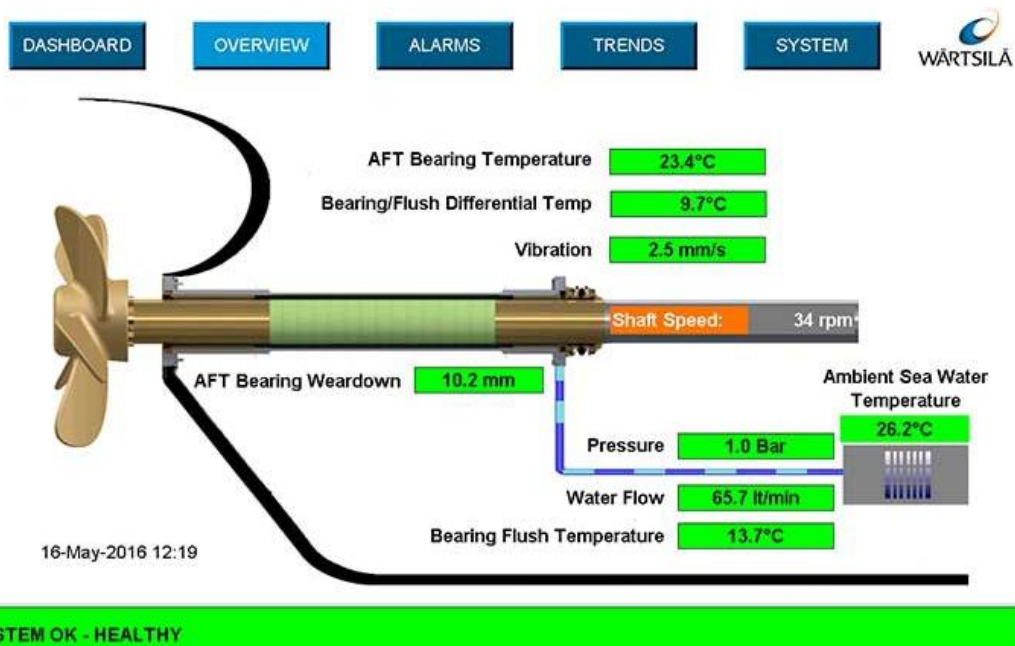 DASHBOARD OVERVIEW ALARMS TRENDS SYSTEM
WÄRTSILÄ
AFT Bearing Temperature 23.4°C
Bearing/Flush Differential Temp 9.7°C
Vibration 2.5 mm/s
Shaft Speed: 34 rpm
AFT Bearing Weardown 10.2 mm
Ambient Sea Water
Temperature
26.2°C
Pressure 1.0 Bar
Water Flow 65.7 lt/min
Bearing Flush Temperature 13.7°C
16-May-2016 12:19
STEM OK - HEALTHY